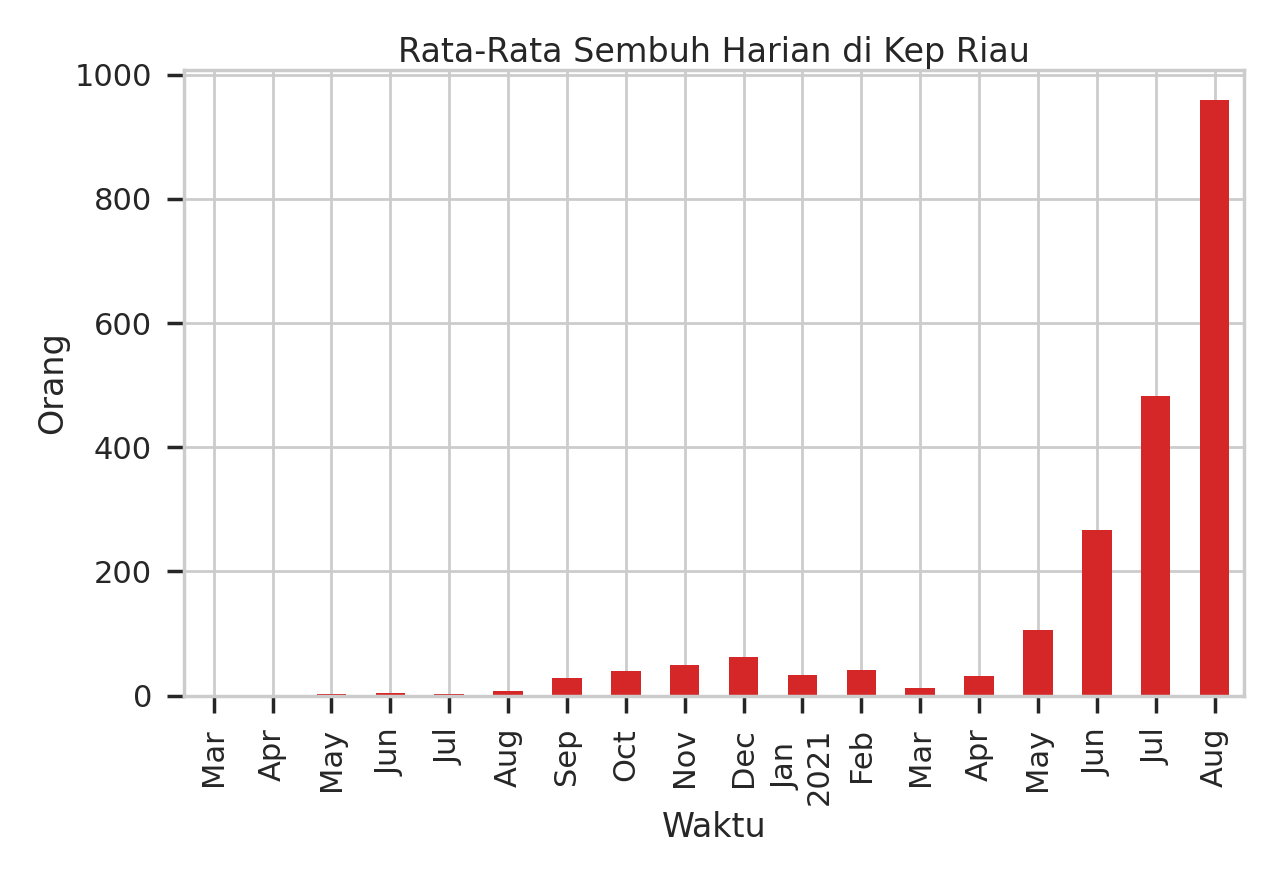 Rata-Rata Sembuh Harian di Kep Riau
1000
800
600
400
200
0
Orang
Mar
Apr
May
Jun
Jul
Aug
Sep
Oct
Nov
Dec
Jan
2021
Feb
Mar
Apr
May
Jun
Jul
Aug
Waktu